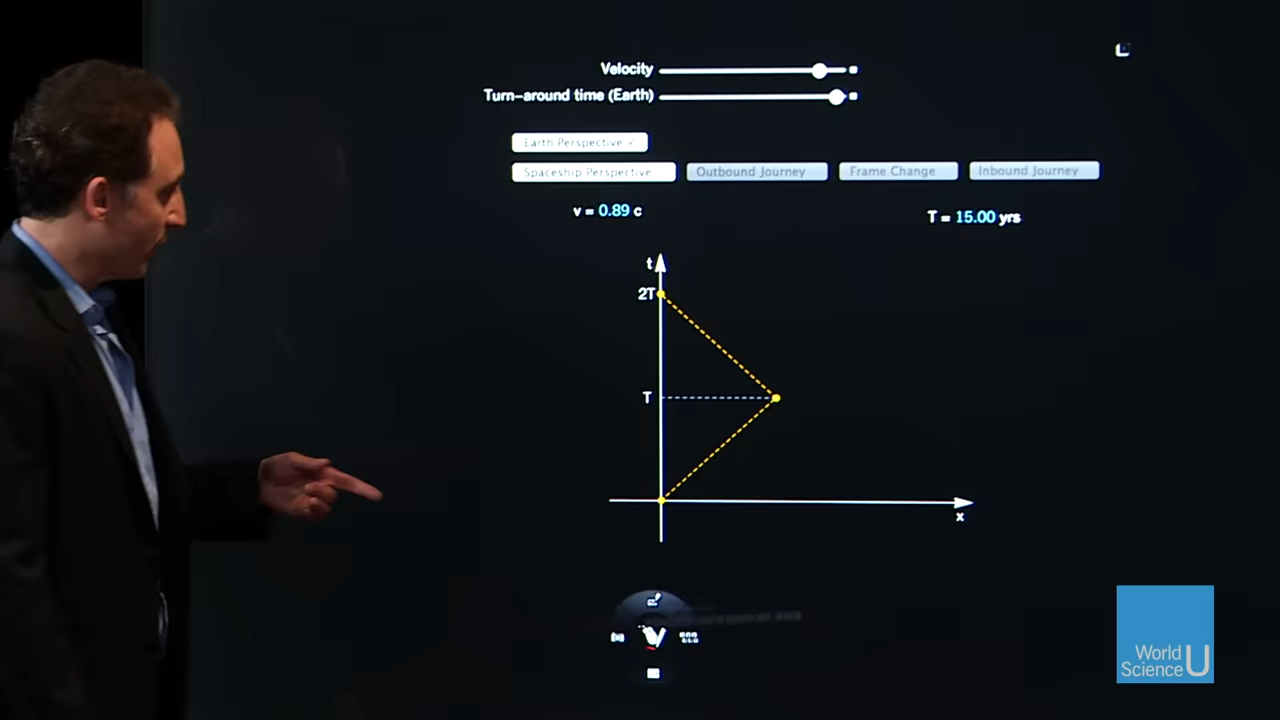 Velocity
Turn-around time (Earth)
Earth Perspective ✓
Spaceship Perspective Outbound Journey Frame Change Inbound Journey
v = 0.89 c T = 15.00 yrs
t
2T
T
x
World
Science U